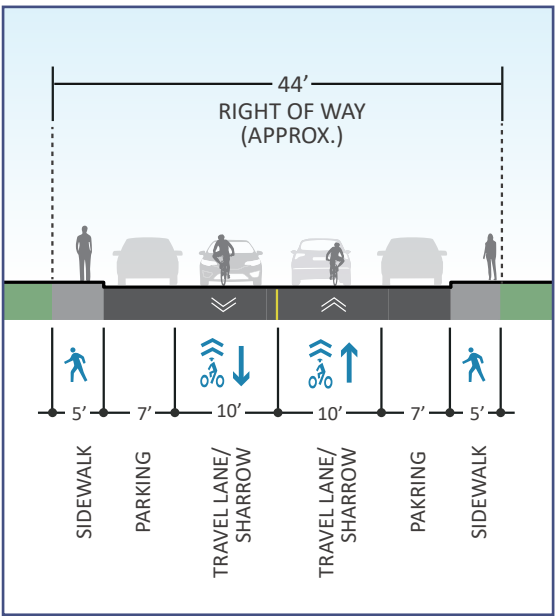 44’
RIGHT OF WAY
(APPROX.)
5’ 7’ 10’ 10’ 7’ 5’
SIDEWALK
PARKING
TRAVEL LANE/
SHARROW
TRAVEL LANE/
SHARROW
PAKRING
SIDEWALK